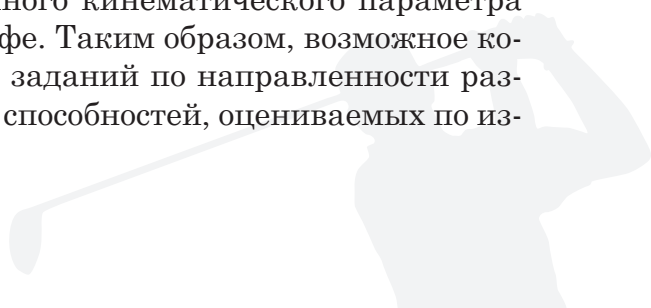 ного кинематического параметра
фе. Таким образом, возможное ко-
заданий по направленности раз-
способностей, оцениваемых по из-